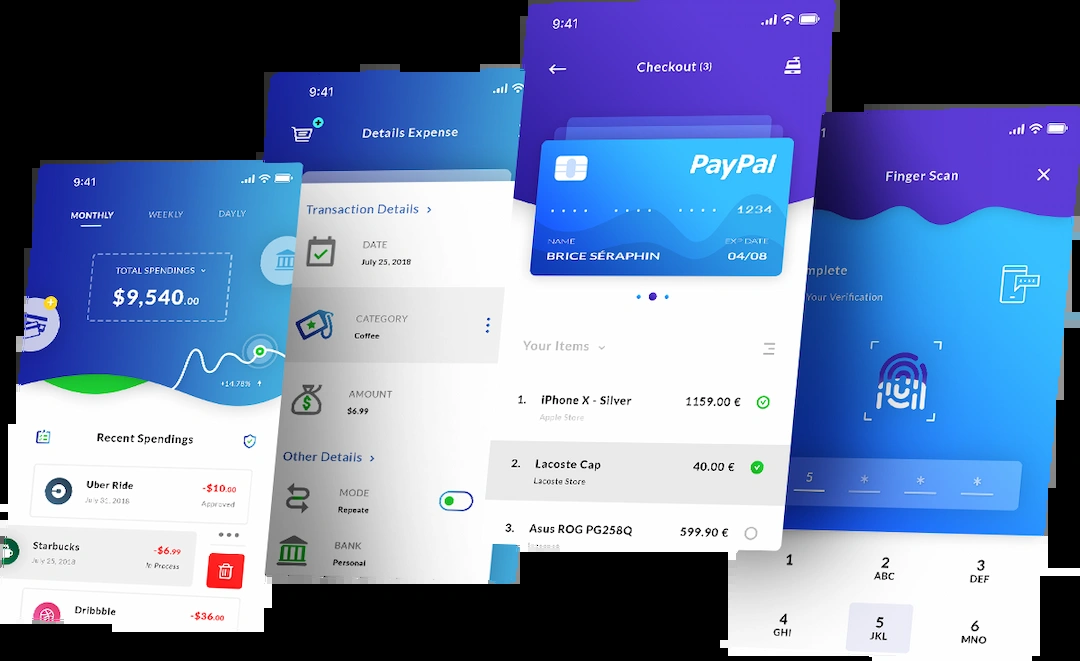 9:41
MONTHLY WEEKLY DAYLY
TOTAL SPENDINGS
$9,540.00
+14.78%
Recent Spendings
Uber Ride -$10.00
July 31, 2018 Approved
Starbucks -$6.99
July 25, 2018 In Process
Dribbble -$36.00
9:41
Details Expense
Transaction Details >
DATE
July 25, 2018
CATEGORY
Coffee
AMOUNT
$6.99
Other Details >
MODE
Repeate
BANK
Personal
9:41
Checkout (3)
PayPal
1234
NAME EXP DATE
BRICE SÉRAPHIN 04/08
Your Items
1. iPhone X - Silver 1159.00 €
Apple Store
2. Lacoste Cap 40.00 €
Lacoste Store
3. Asus ROG PG258Q 599.90 €
1
Finger Scan
mplete
Your Verification
5 * * *
1 2 3
ABC DEF
4 5 6
GHI JKL MNO